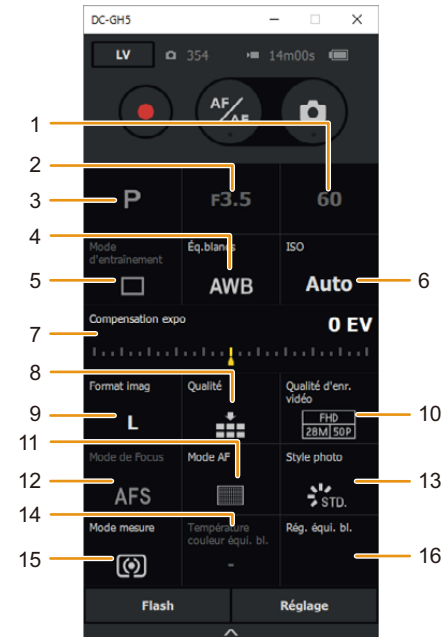 DC-GH5
LV 354 14m00s
AF/AE
1
2
3 P F3.5 60
4
Mode d'entraînement Éq.blancs ISO
5 AWB Auto 6
Compensation expo 0 EV
7
8
Format imag Qualité Qualité d'enr. vidéo
9 L FHD 28M 50P 10
11
Mode de Focus Mode AF Style photo
12 AFS STD. 13
14
Mode mesure Température couleur équi. bl. Rég. équi. bl.
15 - 16
Flash Réglage